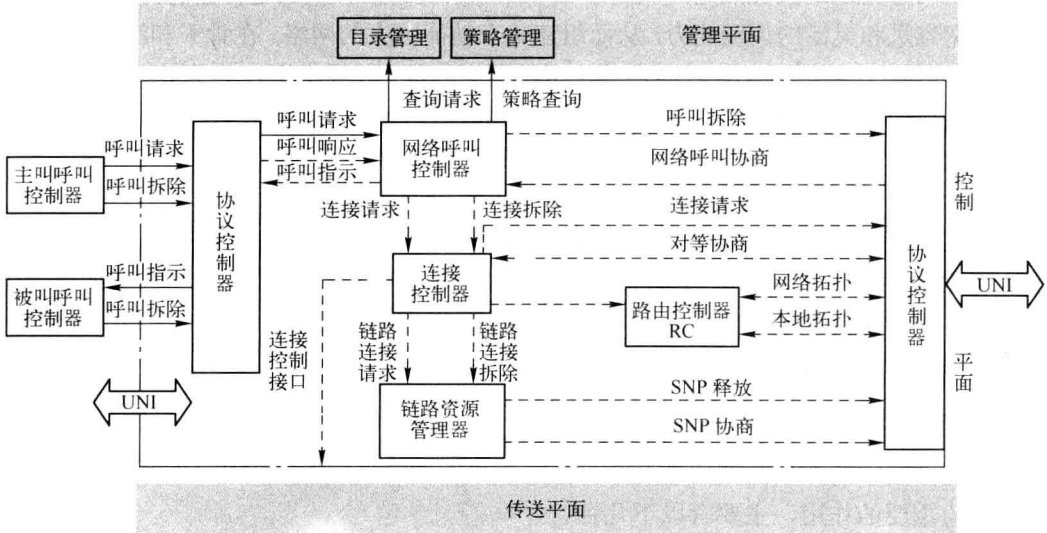 目录管理
策略管理
管理平面
查询请求
策略查询
呼叫请求
呼叫响应
呼叫指示
网络呼叫
控制器
呼叫拆除
网络呼叫协商
主叫呼叫
控制器
呼叫请求
呼叫拆除
协议控制器
连接请求
连接拆除
连接请求
对等协商
控制
平面
被叫呼叫
控制器
呼叫指示
呼叫拆除
连接
控制器
路由控制器
RC
网络拓扑
本地拓扑
协议控制器
UNI
连接
控制
接口
链路
连接
请求
链路
连接
拆除
链路资源
管理器
SNP 释放
SNP 协商
UNI
传送平面